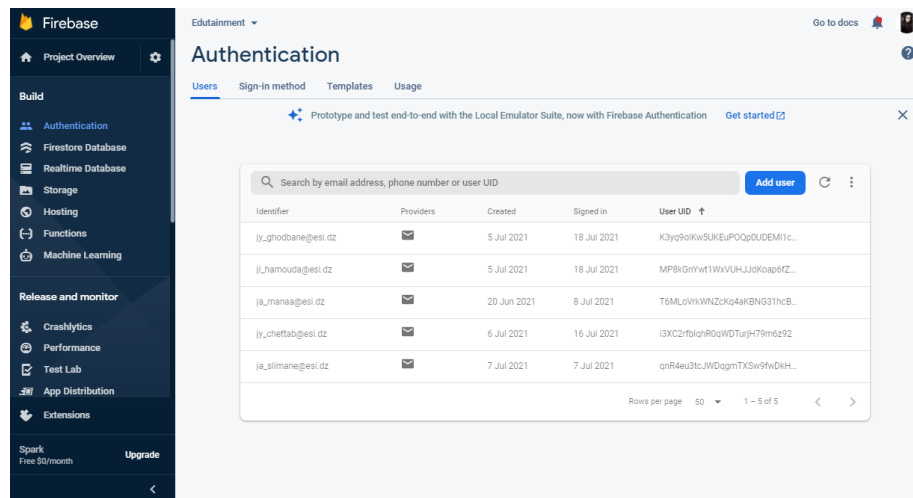 Firebase
Project Overview
Build
Authentication
Firestore Database
Realtime Database
Storage
Hosting
Functions
Machine Learning
Release and monitor
Crashlytics
Performance
Test Lab
App Distribution
Extensions
Spark
Free $0/month
Upgrade
Edutainment
Go to docs
Authentication
Users Sign-in method Templates Usage
Prototype and test end-to-end with the Local Emulator Suite, now with Firebase Authentication Get started
Search by email address, phone number or user UID Add user
Identifier Providers Created Signed in User UID
jy_ghodbane@esi.dz 5 Jul 2021 18 Jul 2021 K3yq9olKw5UKEuPOQp0UDEMI1c...
ji_hamouda@esi.dz 5 Jul 2021 18 Jul 2021 MP8kGnYwt1WxVUHJJdKoap6fZ...
ja_manaa@esi.dz 20 Jun 2021 8 Jul 2021 T6MLoVrkWNZcKq4aKBNG31hcB...
jy_chettab@esi.dz 6 Jul 2021 16 Jul 2021 i3XC2rfblqhR0qWDTurjH79m6z92
ja_slimane@esi.dz 7 Jul 2021 7 Jul 2021 qnR4eu3tcJWDqgmTXSw9fwDkH...
Rows per page 50 1 – 5 of 5